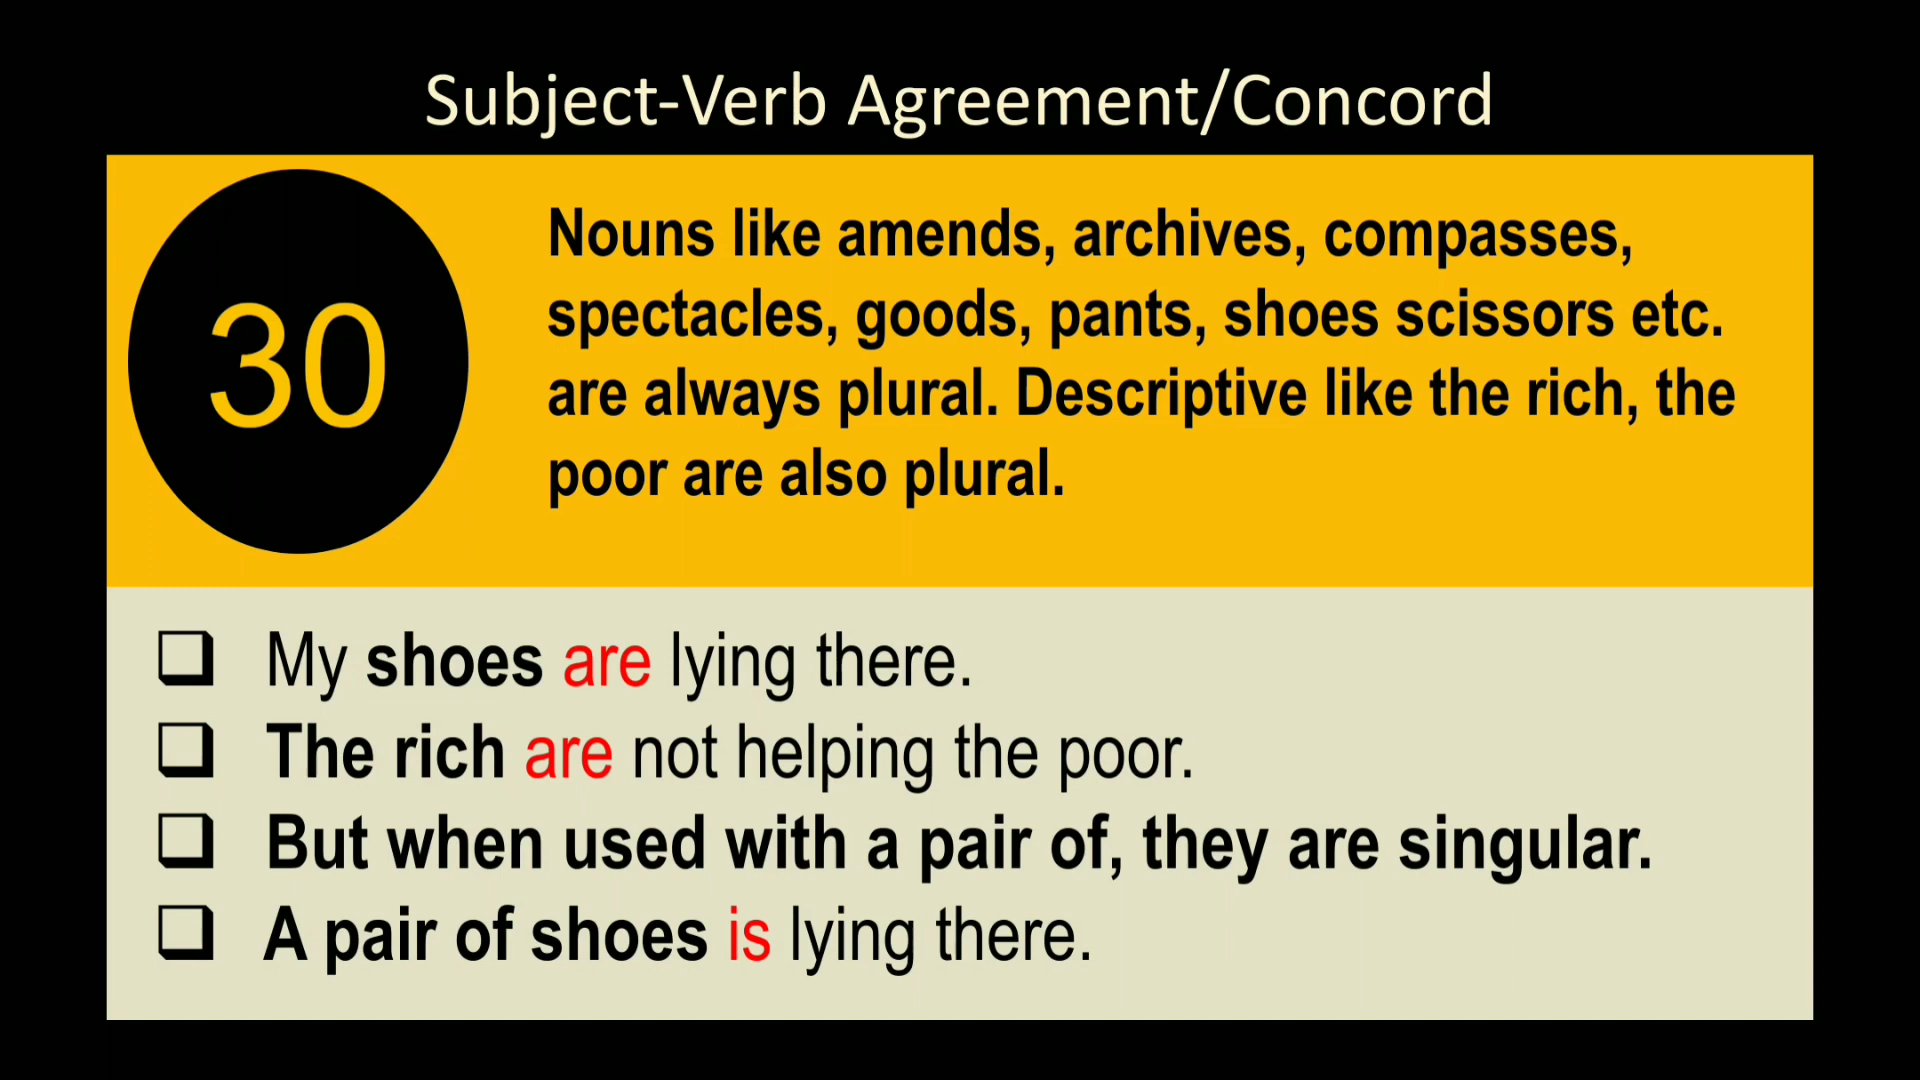 Subject-Verb Agreement/Concord
30
Nouns like amends, archives, compasses,
spectacles, goods, pants, shoes scissors etc.
are always plural. Descriptive like the rich, the
poor are also plural.
My shoes are lying there.
The rich are not helping the poor.
But when used with a pair of, they are singular.
A pair of shoes is lying there.